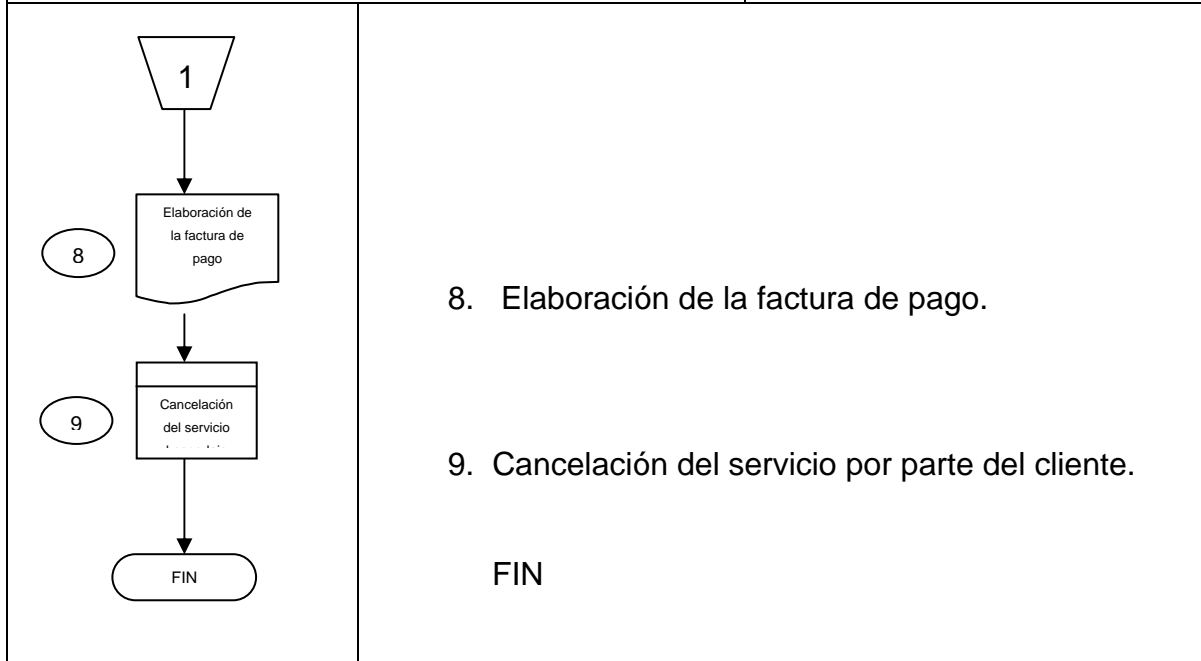 1
Elaboración de
la factura de
pago
8
8. Elaboración de la factura de pago.
Cancelación
del servicio
9
9. Cancelación del servicio por parte del cliente.
FIN
FIN